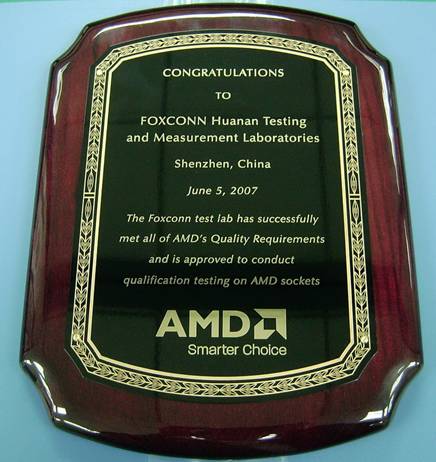 CONGRATULATIONS
TO
FOXCONN Huanan Testing
and Measurement Laboratories
Shenzhen, China
June 5, 2007
The Foxconn test lab has successfully
met all of AMD's Quality Requirements
and is approved to conduct
qualification testing on AMD sockets
AMD
Smarter Choice